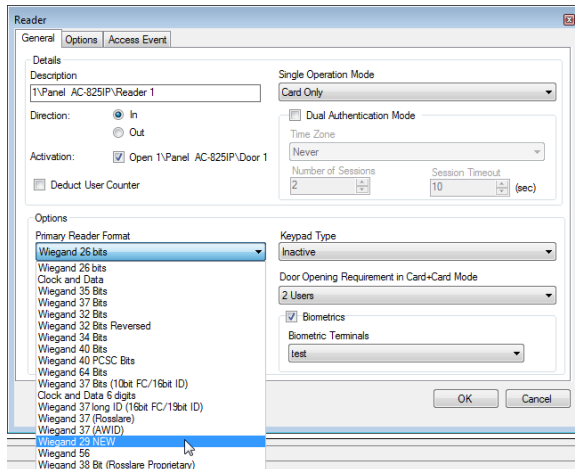 Reader
General Options Access Event
Details
Description
1\Panel AC-825IP\Reader 1
Direction:
In
Out
Activation:
Open 1\Panel AC-825IP\Door 1
Deduct User Counter
Single Operation Mode
Card Only
Dual Authentication Mode
Time Zone
Never
Number of Sessions Session Timeout
2 10 (sec)
Options
Primary Reader Format
Wiegand 26 bits
Wiegand 26 bits
Clock and Data
Wiegand 35 Bits
Wiegand 37 Bits
Wiegand 32 Bits
Wiegand 32 Bits Reversed
Wiegand 34 Bits
Wiegand 40 Bits
Wiegand 40 PCSC Bits
Wiegand 64 Bits
Wiegand 37 Bits (10bit FC/16bit ID)
Clock and Data 6 digits
Wiegand 37 long ID (16bit FC/19bit ID)
Wiegand 37 (Rosslare)
Wiegand 37 (AWID)
Wiegand 29 NEW
Wiegand 56
Wiegand 38 Bit (Rosslare Proprietary)
Keypad Type
Inactive
Door Opening Requirement in Card+Card Mode
2 Users
Biometrics
Biometric Terminals
test
OK Cancel